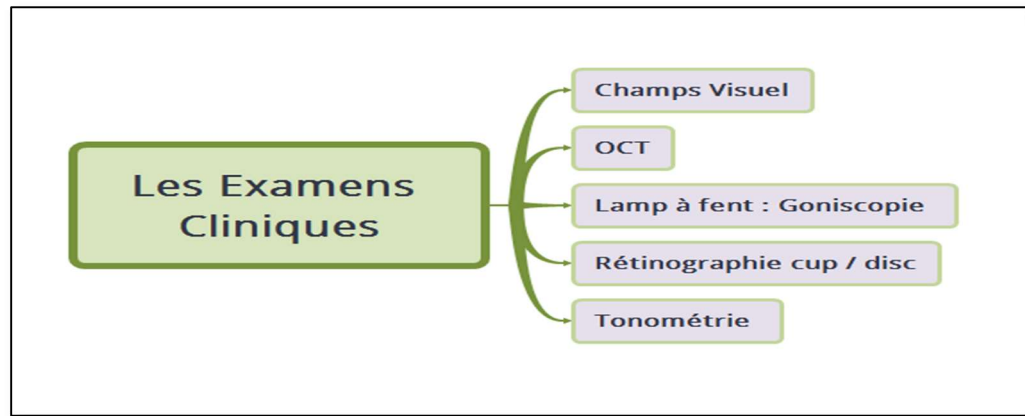 Les Examens
Cliniques
Champs Visuel
OCT
Lamp à fent : Goniscopie
Rétinographie cup / disc
Tonométrie